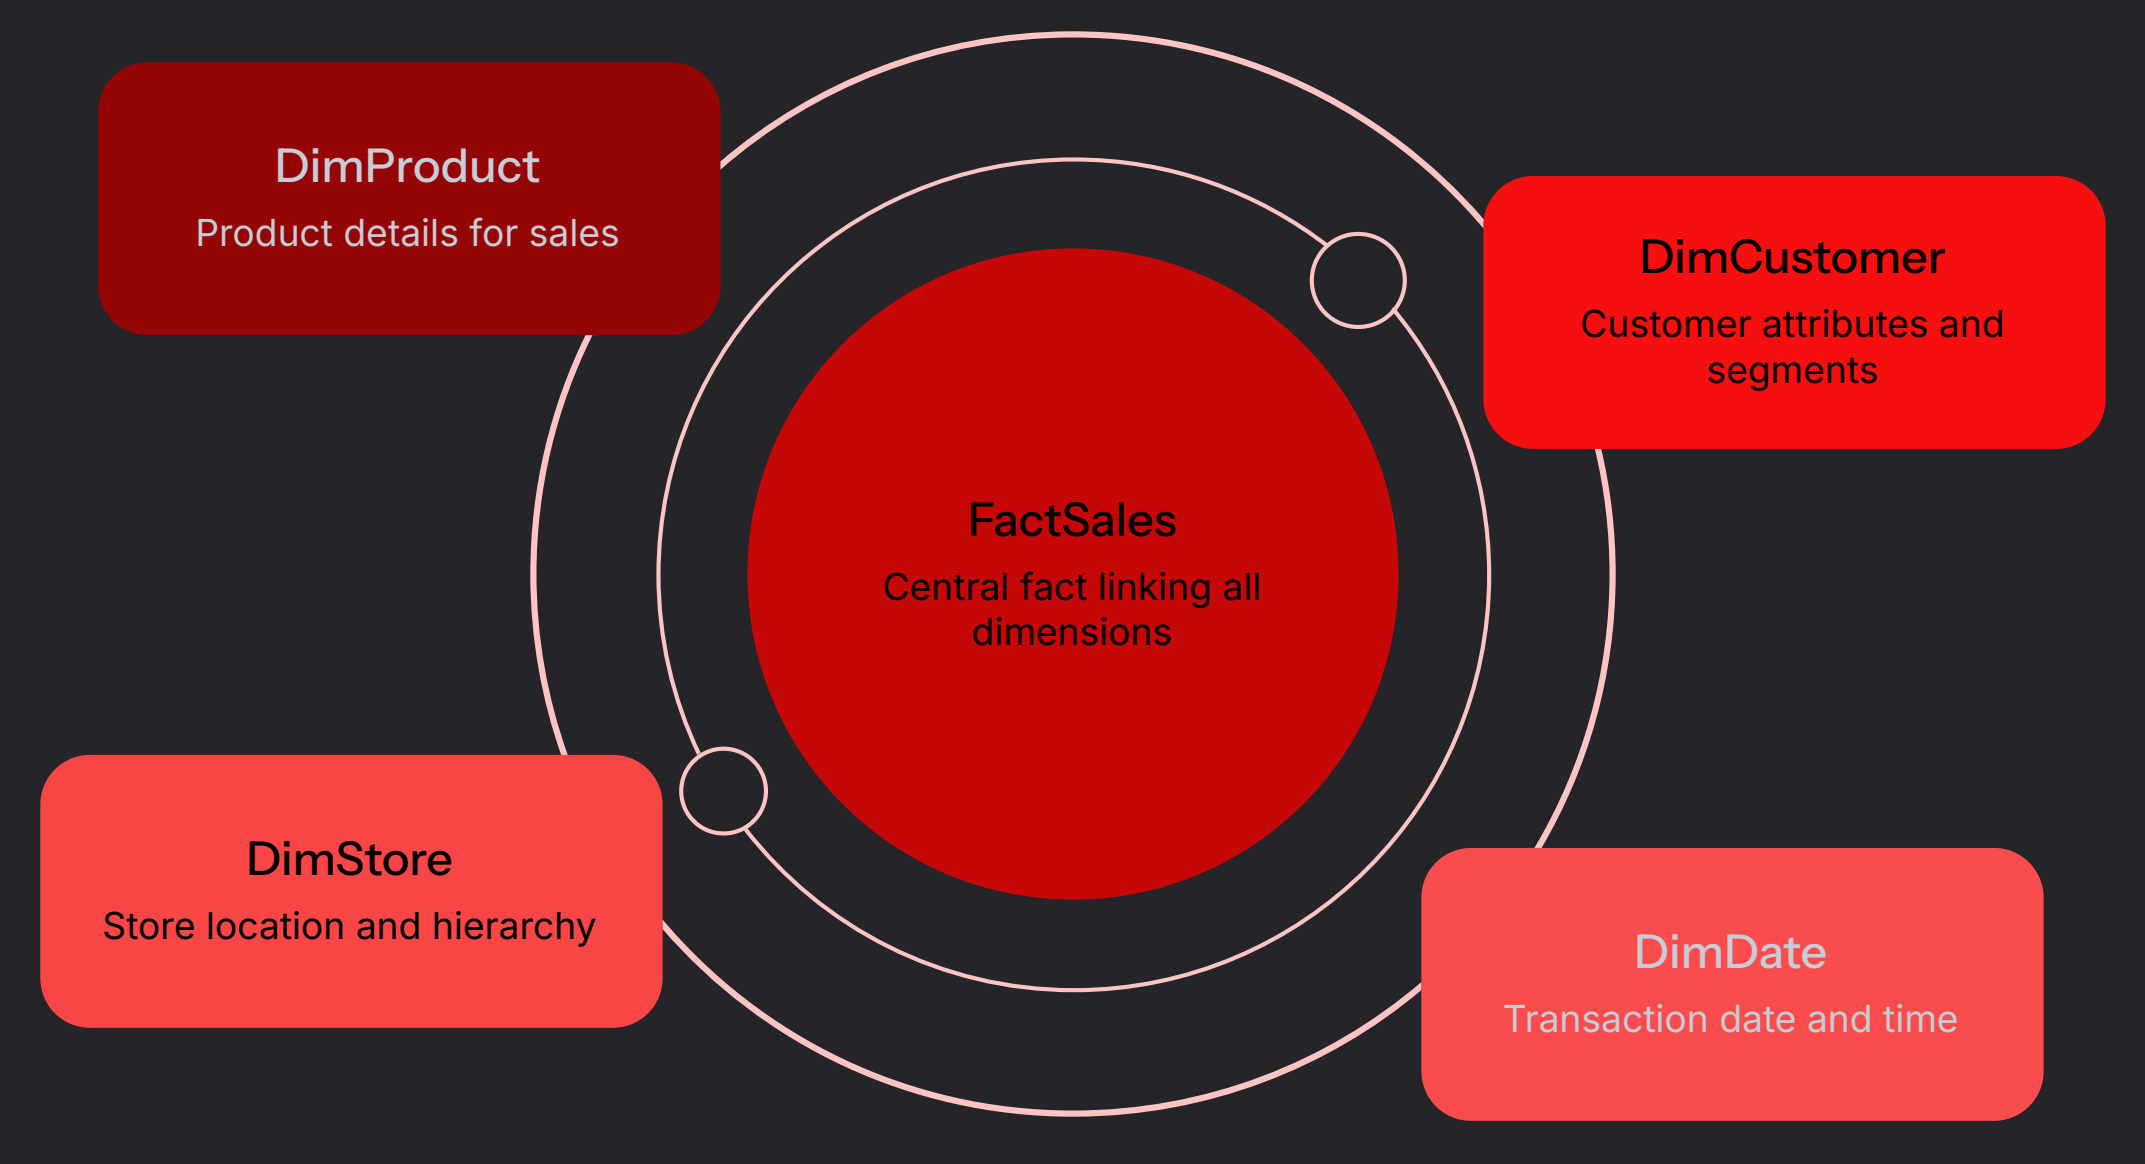 DimProduct
Product details for sales
DimCustomer
Customer attributes and
segments
FactSales
Central fact linking all
dimensions
DimStore
Store location and hierarchy
DimDate
Transaction date and time